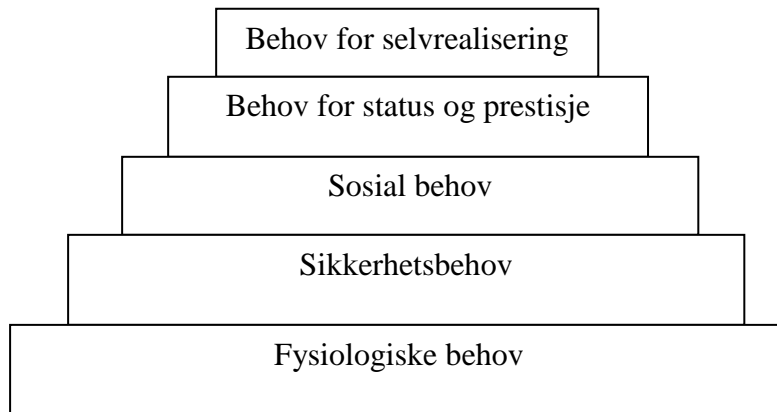 Behov for selvrealisering
Behov for status og prestisje
Sosial behov
Sikkerhetsbehov
Fysiologiske behov